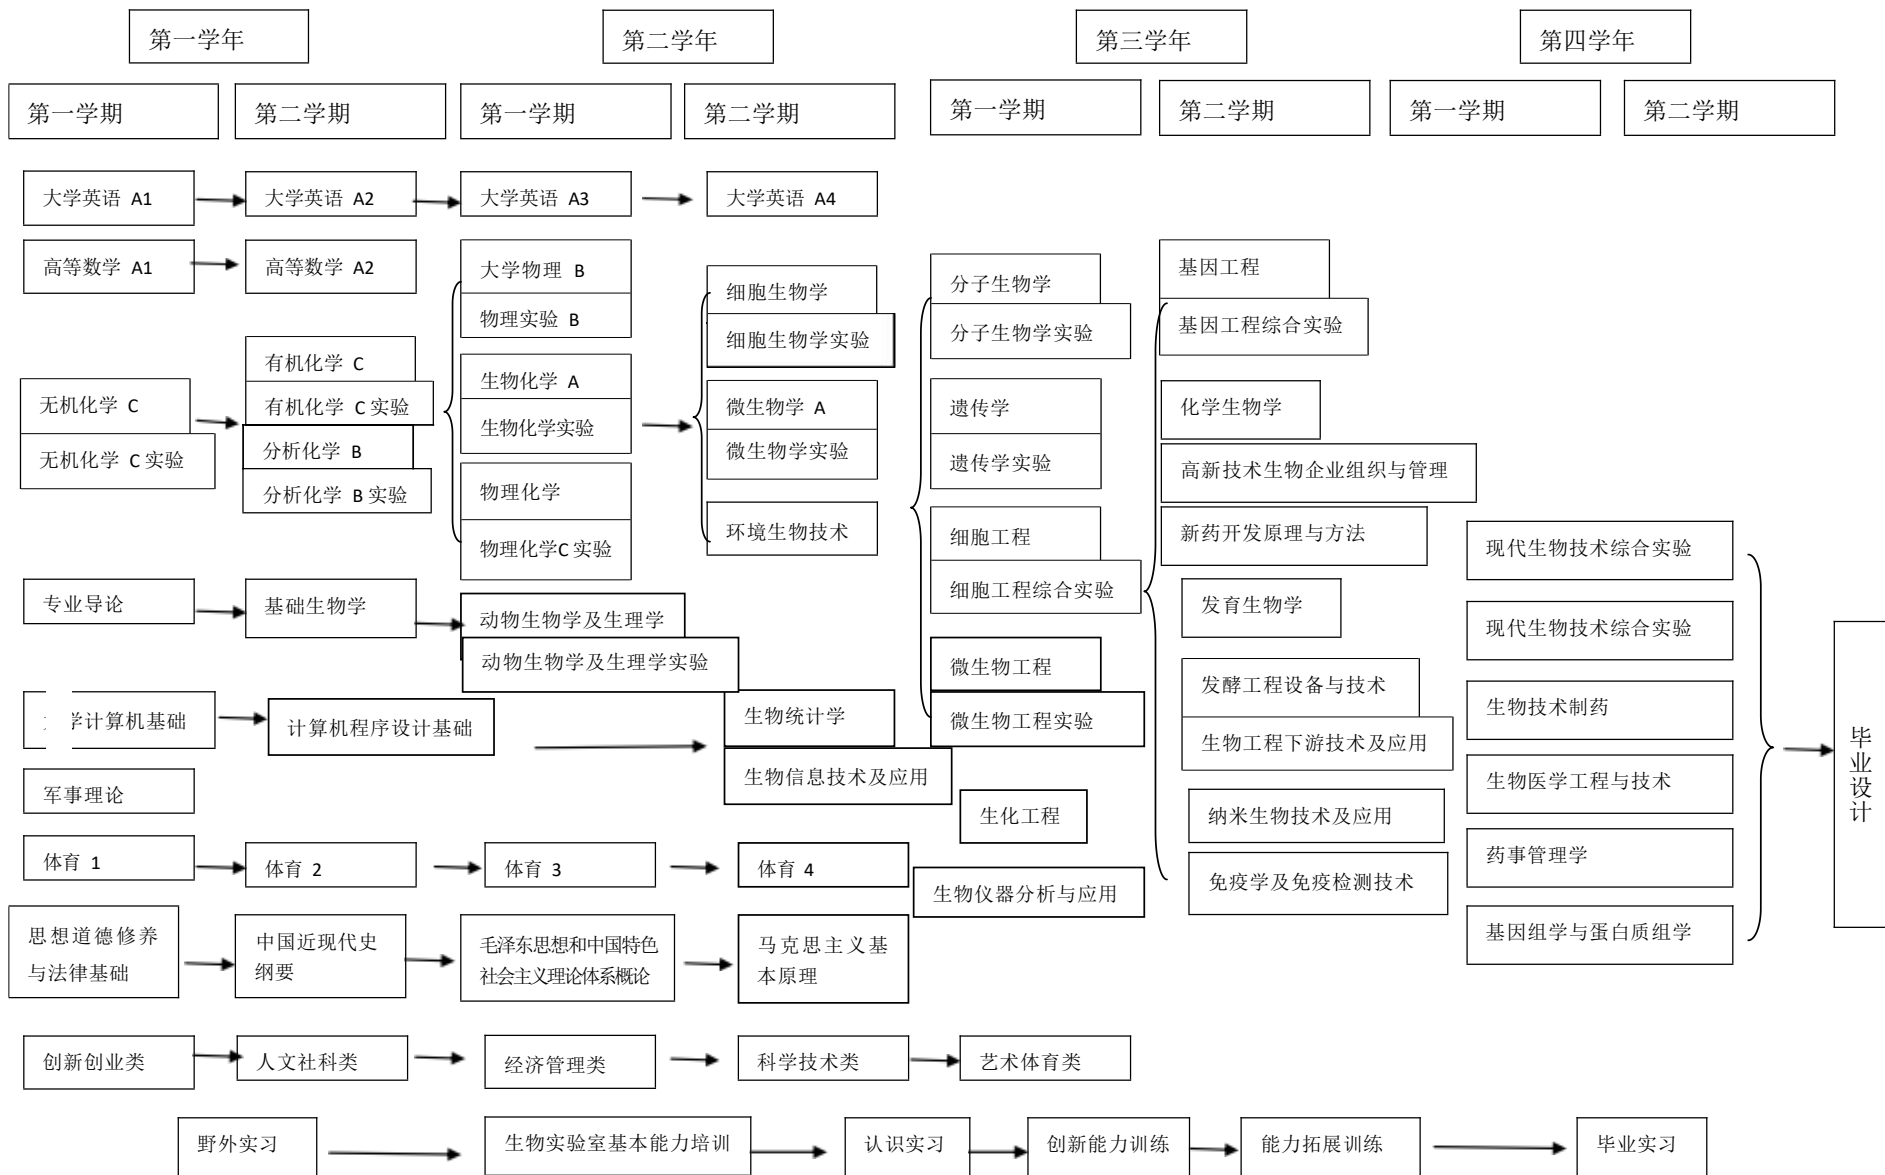 第一学年
第二学年
第三学年
第四学年
第一学期
第二学期
第一学期
第二学期
第一学期
第二学期
第一学期
第二学期
大学英语 A1
大学英语 A2
大学英语 A3
大学英语 A4
高等数学 A1
高等数学 A2
大学物理 B
物理实验 B
细胞生物学
细胞生物学实验
分子生物学
分子生物学实验
基因工程
基因工程综合实验
无机化学 C
无机化学 C 实验
有机化学 C
有机化学 C 实验
分析化学 B
分析化学 B 实验
生物化学 A
生物化学实验
物理化学
物理化学C 实验
微生物学 A
微生物学实验
环境生物技术
遗传学
遗传学实验
细胞工程
细胞工程综合实验
化学生物学
高新技术生物企业组织与管理
新药开发原理与方法
现代生物技术综合实验
专业导论
基础生物学
动物生物学及生理学
动物生物学及生理学实验
微生物工程
微生物工程实验
发育生物学
现代生物技术综合实验
学计算机基础
计算机程序设计基础
生物统计学
生物信息技术及应用
发酵工程设备与技术
生物工程下游技术及应用
生物技术制药
毕业设计
军事理论
生化工程
纳米生物技术及应用
生物医学工程与技术
体育 1
体育 2
体育 3
体育 4
生物仪器分析与应用
免疫学及免疫检测技术
药事管理学
思想道德修养
与法律基础
中国近现代史
纲要
毛泽东思想和中国特色
社会主义理论体系概论
马克思主义基
本原理
基因组学与蛋白质组学
创新创业类
人文社科类
经济管理类
科学技术类
艺术体育类
野外实习
生物实验室基本能力培训
认识实习
创新能力训练
能力拓展训练
毕业实习